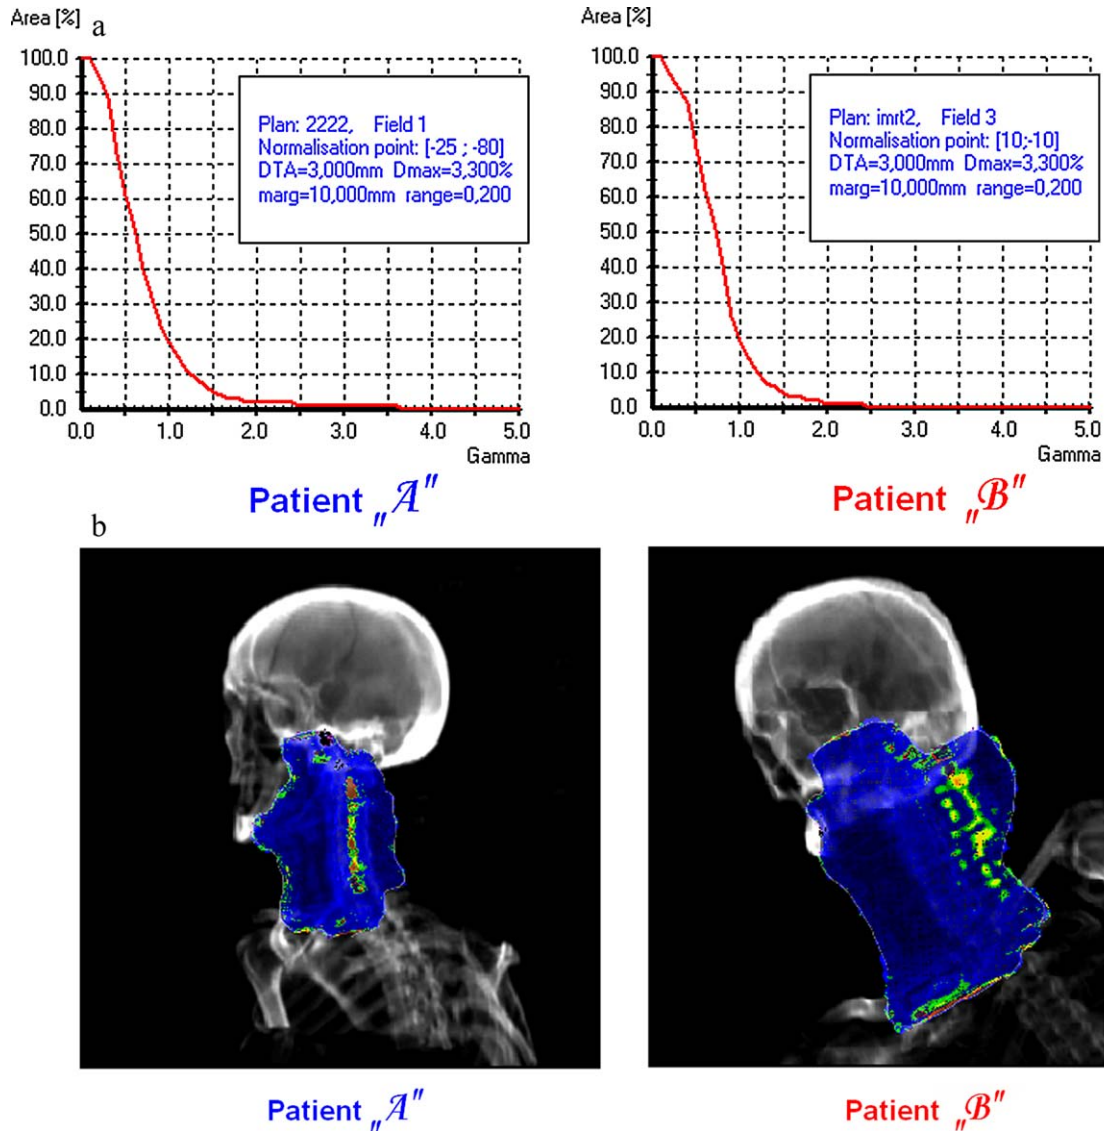 Area [%]
a
100.0
90.0
80.0
70.0
60.0
50.0
40.0
30.0
20.0
10.0
0.0
0.0 1.0 2.0 3.0 4.0 5.0
Gamma
Plan: 2222, Field 1
Normalisation point: [-25 ; -80]
DTA=3,000mm Dmax=3,300%
marg=10,000mm range=0,200
Patient „A"
Area [%]
100.0
90.0
80.0
70.0
60.0
50.0
40.0
30.0
20.0
10.0
0.0
0.0 1.0 2.0 3.0 4.0 5.0
Gamma
Plan: imrt2, Field 3
Normalisation point: [10;-10]
DTA=3,000mm Dmax=3,300%
marg=10,000mm range=0,200
Patient „B"
b
Patient „A"
Patient „B"